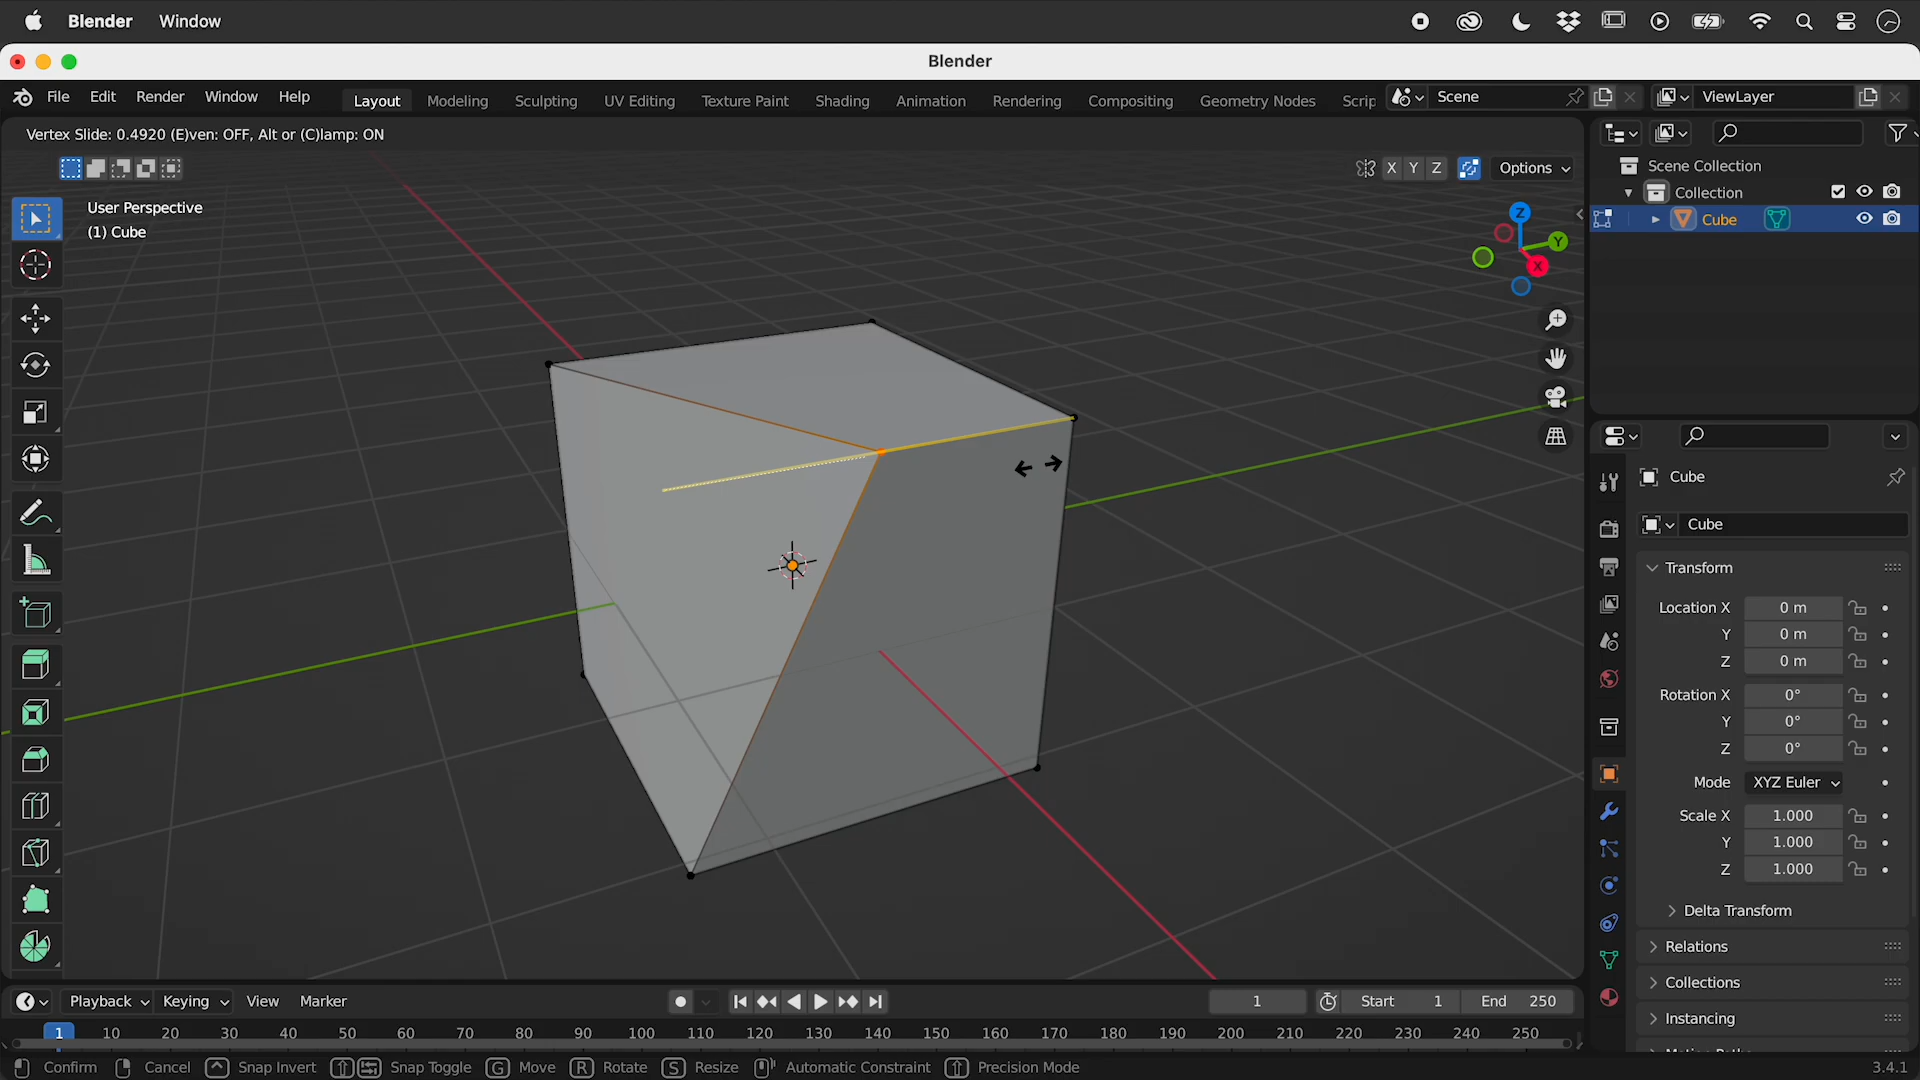 Blender Window
Blender
File Edit Render Window Help Layout Modeling Sculpting UV Editing Texture Paint Shading Animation Rendering Compositing Geometry Nodes Scrip Scene ViewLayer
Vertex Slide: 0.4920 (E)ven: OFF, Alt or (C)lamp: ON
X Y Z Options
Scene Collection
Collection
Cube
User Perspective
(1) Cube
Z
Y
X
Cube
Cube
Transform
Location X 0 m
Y 0 m
Z 0 m
Rotation X 0°
Y 0°
Z 0°
Mode XYZ Euler
Scale X 1.000
Y 1.000
Z 1.000
Delta Transform
Relations
Collections
Instancing
Playback Keying View Marker 1 Start 1 End 250
1 10 20 30 40 50 60 70 80 90 100 110 120 130 140 150 160 170 180 190 200 210 220 230 240 250
Confirm Cancel Snap Invert Snap Toggle G Move R Rotate S Resize Automatic Constraint Precision Mode 3.4.1